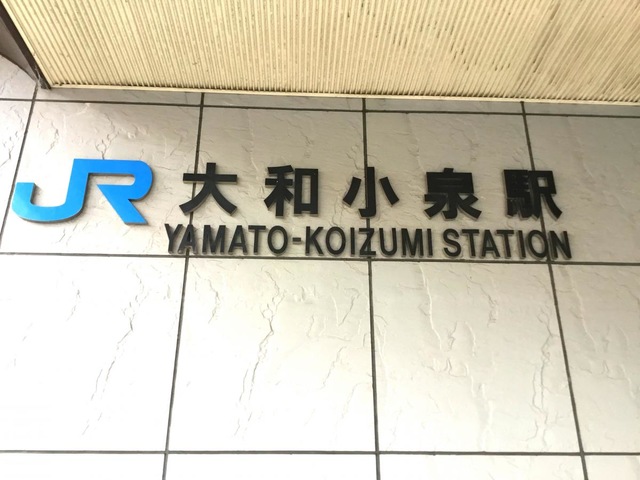 JR 大和小泉駅
YAMATO-KOIZUMI STATION